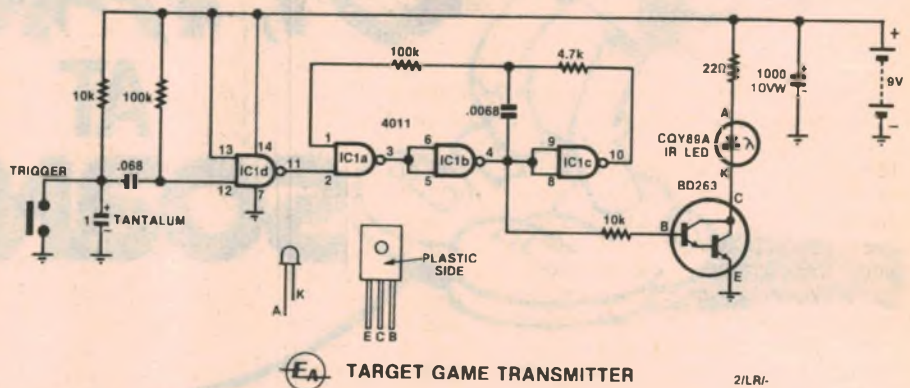 10k
100k
100k
4.7k
.0068
4011
22Ω
1000
10VW
+
-
+
-
9V
A
CQY89A
IR LED
λ
K
C
BD263
B
E
TRIGGER
.068
1
+
-
TANTALUM
13
14
12
7
IC1d
11
1
2
IC1a
3
6
5
IC1b
4
9
8
IC1c
10
10k
A
K
PLASTIC
SIDE
E C B
EA TARGET GAME TRANSMITTER
2/LR/-